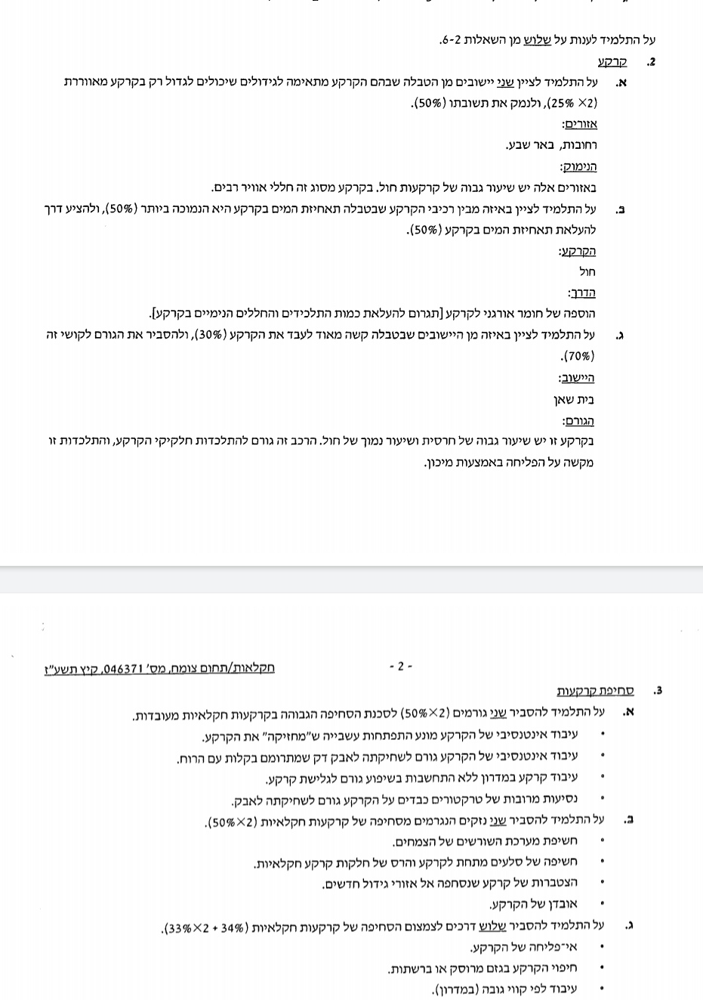 על התלמיד לענות על שלוש מן השאלות 6-2.
2. קרקע
א. על התלמיד לציין שני יישובים מן הטבלה שבהם הקרקע מתאימה לגידולים שיכולים לגדול רק בקרקע מאווררת
(2× 25%), ולנמק את תשובתו (50%).
אזורים:
רחובות, באר שבע.
הנימוק:
באזורים אלה יש שיעור גבוה של קרקעות חול. בקרקע מסוג זה חללי אוויר רבים.
ב. על התלמיד לציין באיזה מבין רכיבי הקרקע שבטבלה תאחיזת המים בקרקע היא הנמוכה ביותר (50%), ולהציע דרך
להעלאת תאחיזת המים בקרקע (50%).
הקרקע:
חול
הדרך:
הוספה של חומר אורגני לקרקע [תגרום להעלאת כמות התלכידים והחללים הנימיים בקרקע].
ג. על התלמיד לציין באיזה מן היישובים שבטבלה קשה מאוד לעבד את הקרקע (30%), ולהסביר את הגורם לקושי זה
(70%).
היישוב:
בית שאן
הגורם:
בקרקע זו יש שיעור גבוה של חרסית ושיעור נמוך של חול. הרכב זה גורם להתלכדות חלקיקי הקרקע, והתלכדות זו
מקשה על הפליחה באמצעות מיכון.
- 2 - חקלאות/תחום צומח, מס' 046371, קיץ תשע"ז
3. סחיפת קרקעות
א. על התלמיד להסביר שני גורמים (2×50%) לסכנת הסחיפה הגבוהה בקרקעות חקלאיות מעובדות.
• עיבוד אינטנסיבי של הקרקע מונע התפתחות עשבייה ש"מחזיקה" את הקרקע.
• עיבוד אינטנסיבי של הקרקע גורם לשחיקתה לאבק דק שמתרומם בקלות עם הרוח.
• עיבוד קרקע במדרון ללא התחשבות בשיפוע גורם לגלישת קרקע.
• נסיעות מרובות של טרקטורים כבדים על הקרקע גורם לשחיקתה לאבק.
ב. על התלמיד להסביר שני נזקים הנגרמים מסחיפה של קרקעות חקלאיות (2×50%).
• חשיפת מערכת השורשים של הצמחים.
• חשיפה של סלעים מתחת לקרקע והרס של חלקות קרקע חקלאיות.
• הצטברות של קרקע שנסחפה אל אזורי גידול חדשים.
• אובדן של הקרקע.
ג. על התלמיד להסביר שלוש דרכים לצמצום הסחיפה של קרקעות חקלאיות (34% + 2×33%).
• אי־פליחה של הקרקע.
• חיפוי הקרקע בגזם מרוסק או ברשתות.
• עיבוד לפי קווי גובה (במדרון).